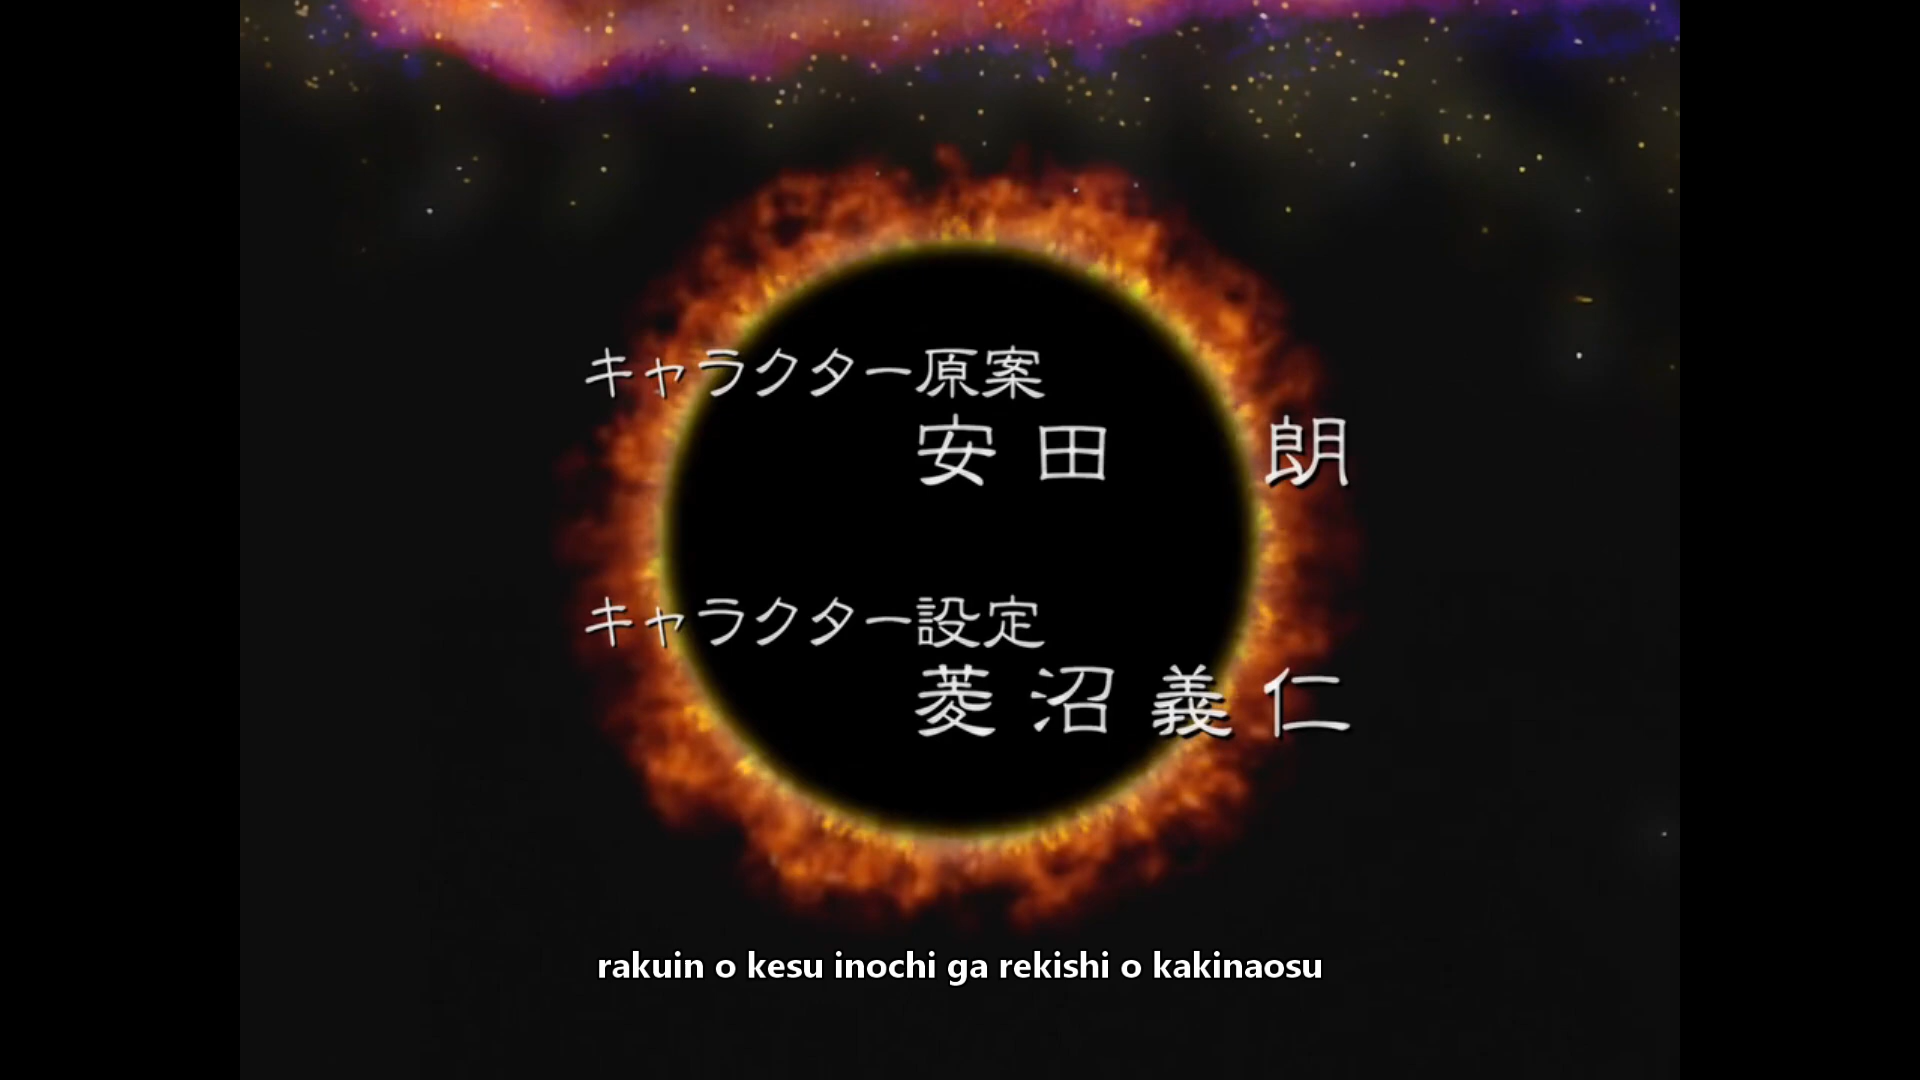 キャラクター原案
安田 朗
キャラクター設定
菱沼義仁
rakuin o kesu inochi ga rekishi o kakinaosu